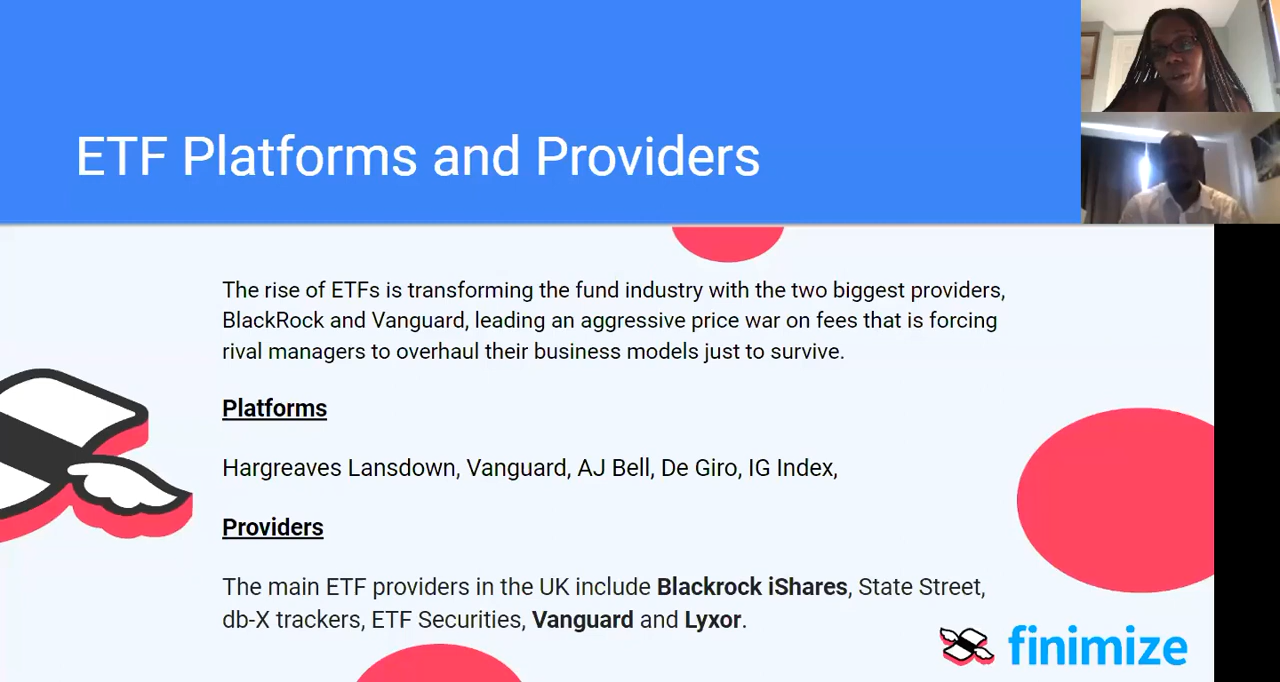 ETF Platforms and Providers
The rise of ETFs is transforming the fund industry with the two biggest providers,
BlackRock and Vanguard, leading an aggressive price war on fees that is forcing
rival managers to overhaul their business models just to survive.
Platforms
Hargreaves Lansdown, Vanguard, AJ Bell, De Giro, IG Index,
Providers
The main ETF providers in the UK include Blackrock iShares, State Street,
db-X trackers, ETF Securities, Vanguard and Lyxor.
finimize